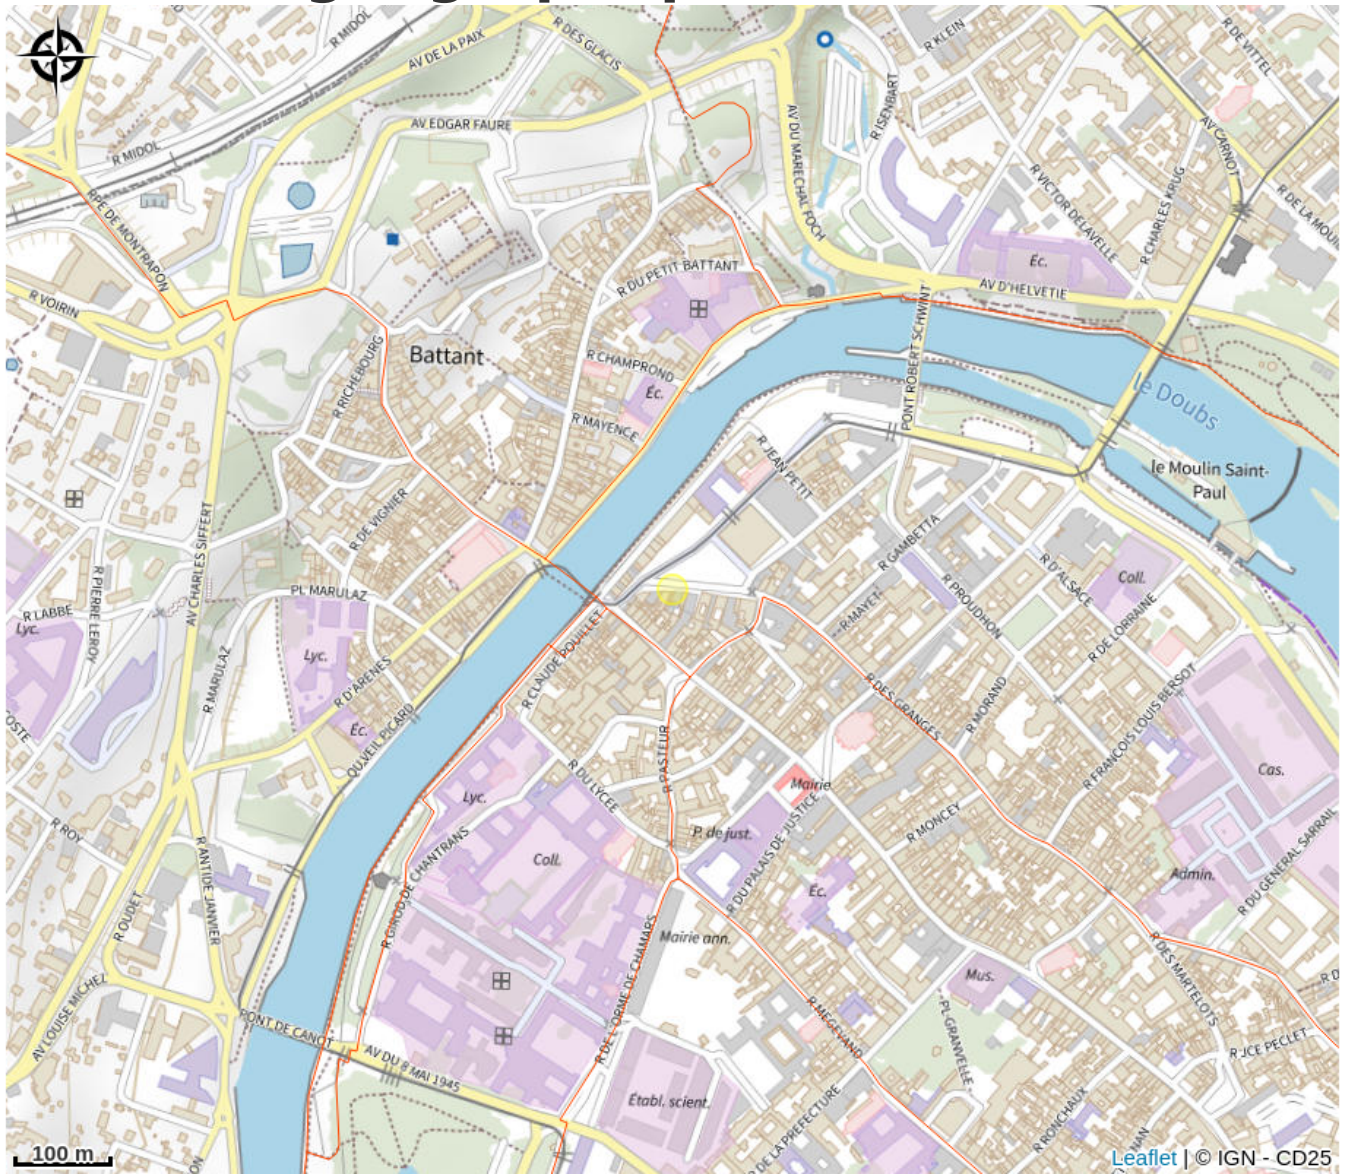 R MIDOL
AV DE LA PAIX
R DES GLACIS
R KLEIN
R DE VITTEL
R MIDOL
AV EDGAR FAURE
AV DU MARECHAL FOCH
R ISENBART
AV CARNOT
RPE DE MONTRAPON
R VICTOR DELAVELLE
R CHARLES KRUG
R DE LA MOUI
R VOIRIN
R DU PETIT BATTANT
Éc.
AV D'HELVETIE
PONT ROBERT SCHWINT
Battant
R RICHEBOURG
R CHAMPROND
Éc.
R MAYENCE
le Doubs
R JEAN PETIT
le Moulin Saint-
Paul
R DE VIGNIER
AV CHARLES SIFFERT
R GAMBETTA
R D'ALSACE
Coll.
R PIERRE LEROY
PL MARULAZ
R MAYET
R PROUDHON
R DE LORRAINE
R LABBE
Lyc.
R MARULAZ
Lyc.
R D'ARENES
R CLAUDE POUILLET
R DES GRANGES
R MORAND
R FRANCOIS LOUIS BERSOT
COSTE
Éc.
QU VEIL PICARD
R PASTEUR
Cas.
Lyc.
R DU LYCEE
Mairie
R MONCEY
R ROY
P. de just.
R DU PALAIS DE JUSTICE
R ANTIDE JANVIER
R GIROD DE CHANTRANS
Coll.
Éc.
Admin.
R DU GENERAL SARRAIL
R OUDET
Mairie ann.
R DE L'ORME DE CHAMARS
R DES MARTELOTS
Mus.
R D
AV LOUISE MICHEL
PONT DE CANOT
AV DU 8 MAI 1945
R MEGEVAND
PL GRANVELLE
R JCE PECLET
Établ. scient.
R RONCHAUX
R DE LA PREFECTURE
NAN
ON
100 m
Leaflet | © IGN - CD25